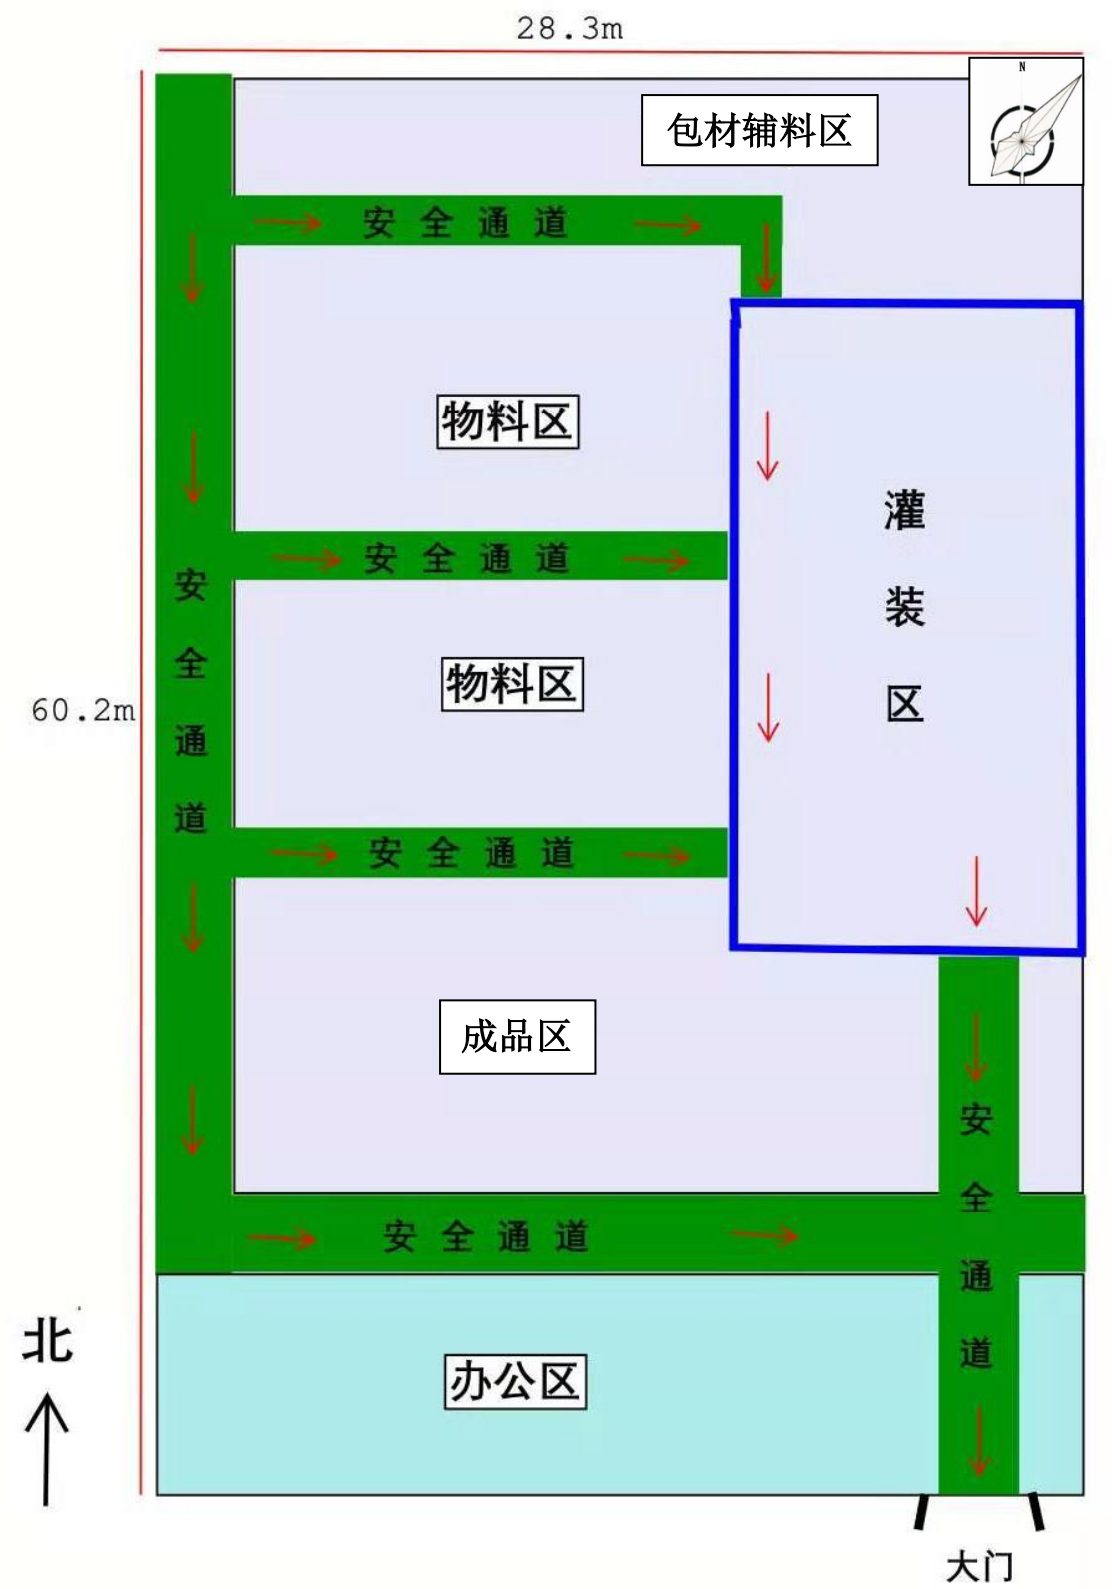 28.3m
N
包材辅料区
安全通道
物料区
安全通道
灌装区
安全通道
物料区
60.2m
安全通道
成品区
安全通道
安全通道
北
办公区
大门